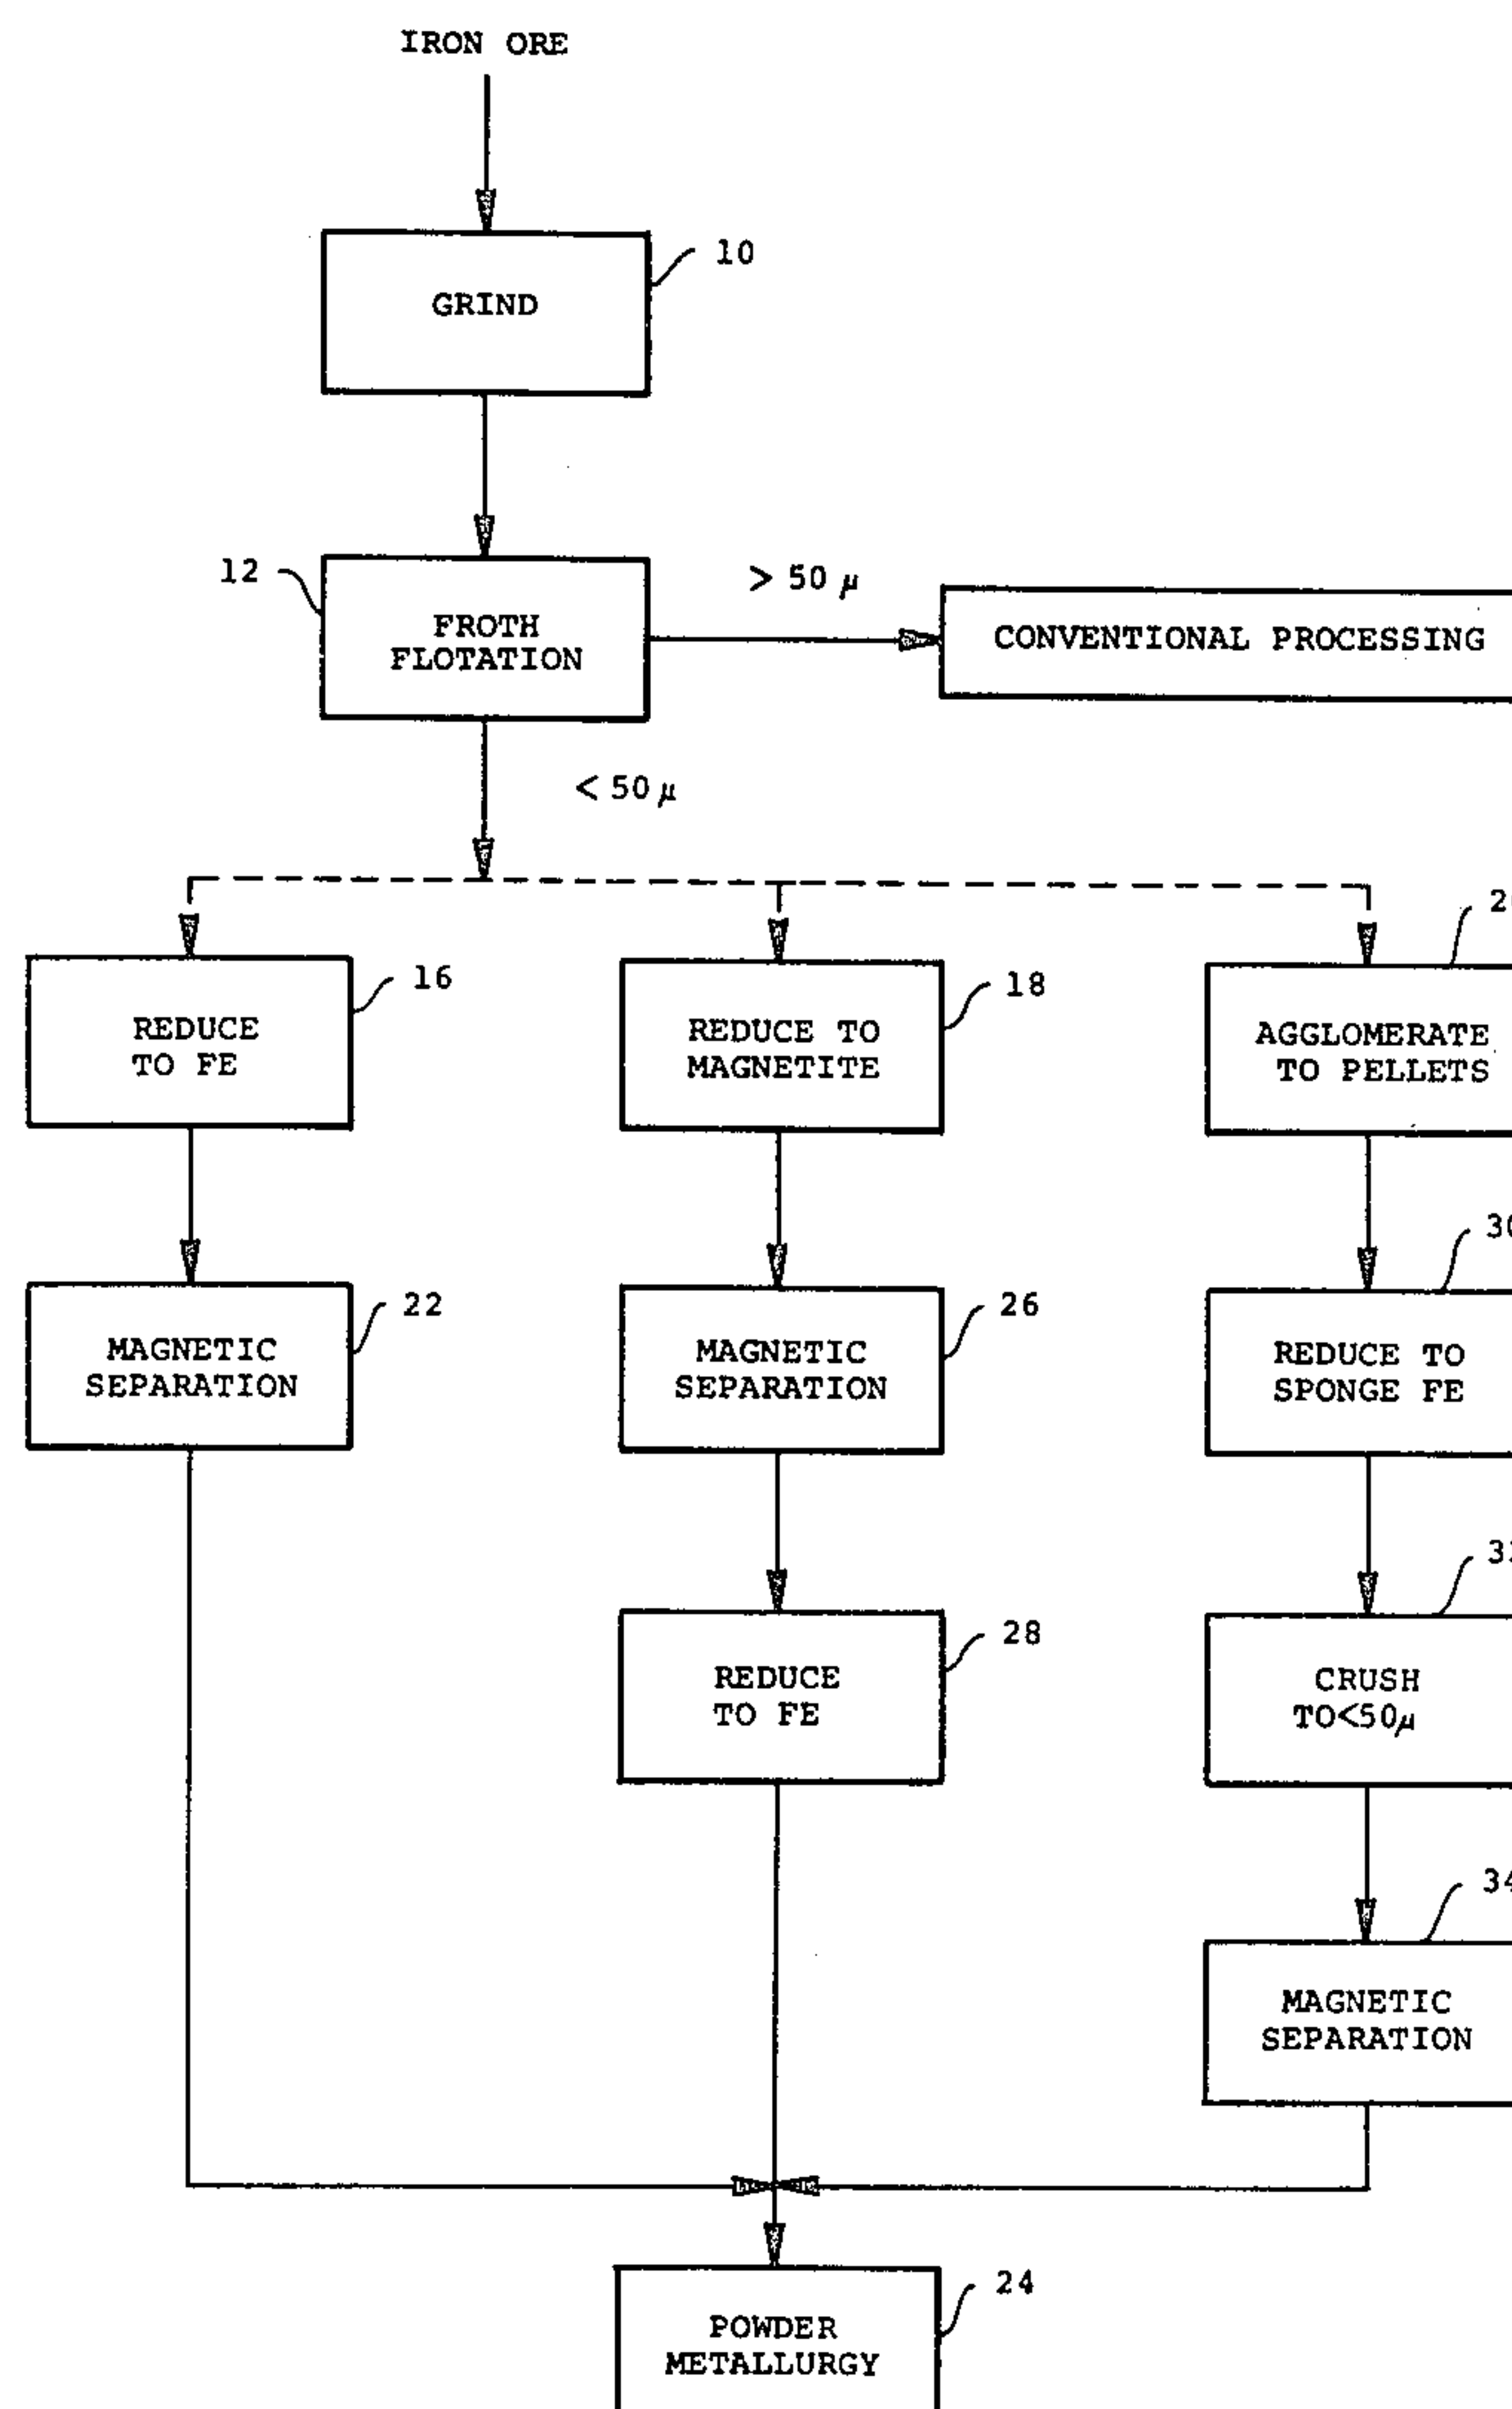 IRON ORE
10
GRIND
12
> 50 µ
FROTH
FLOTATION
CONVENTIONAL PROCESSING
< 50 µ
16
18
REDUCE
TO FE
REDUCE TO
MAGNETITE
AGGLOMERATE
TO PELLETS
30
22
26
MAGNETIC
SEPARATION
MAGNETIC
SEPARATION
REDUCE TO
SPONGE FE
28
REDUCE
TO FE
CRUSH
TO<50µ
34
MAGNETIC
SEPARATION
24
POWDER
METALLURGY